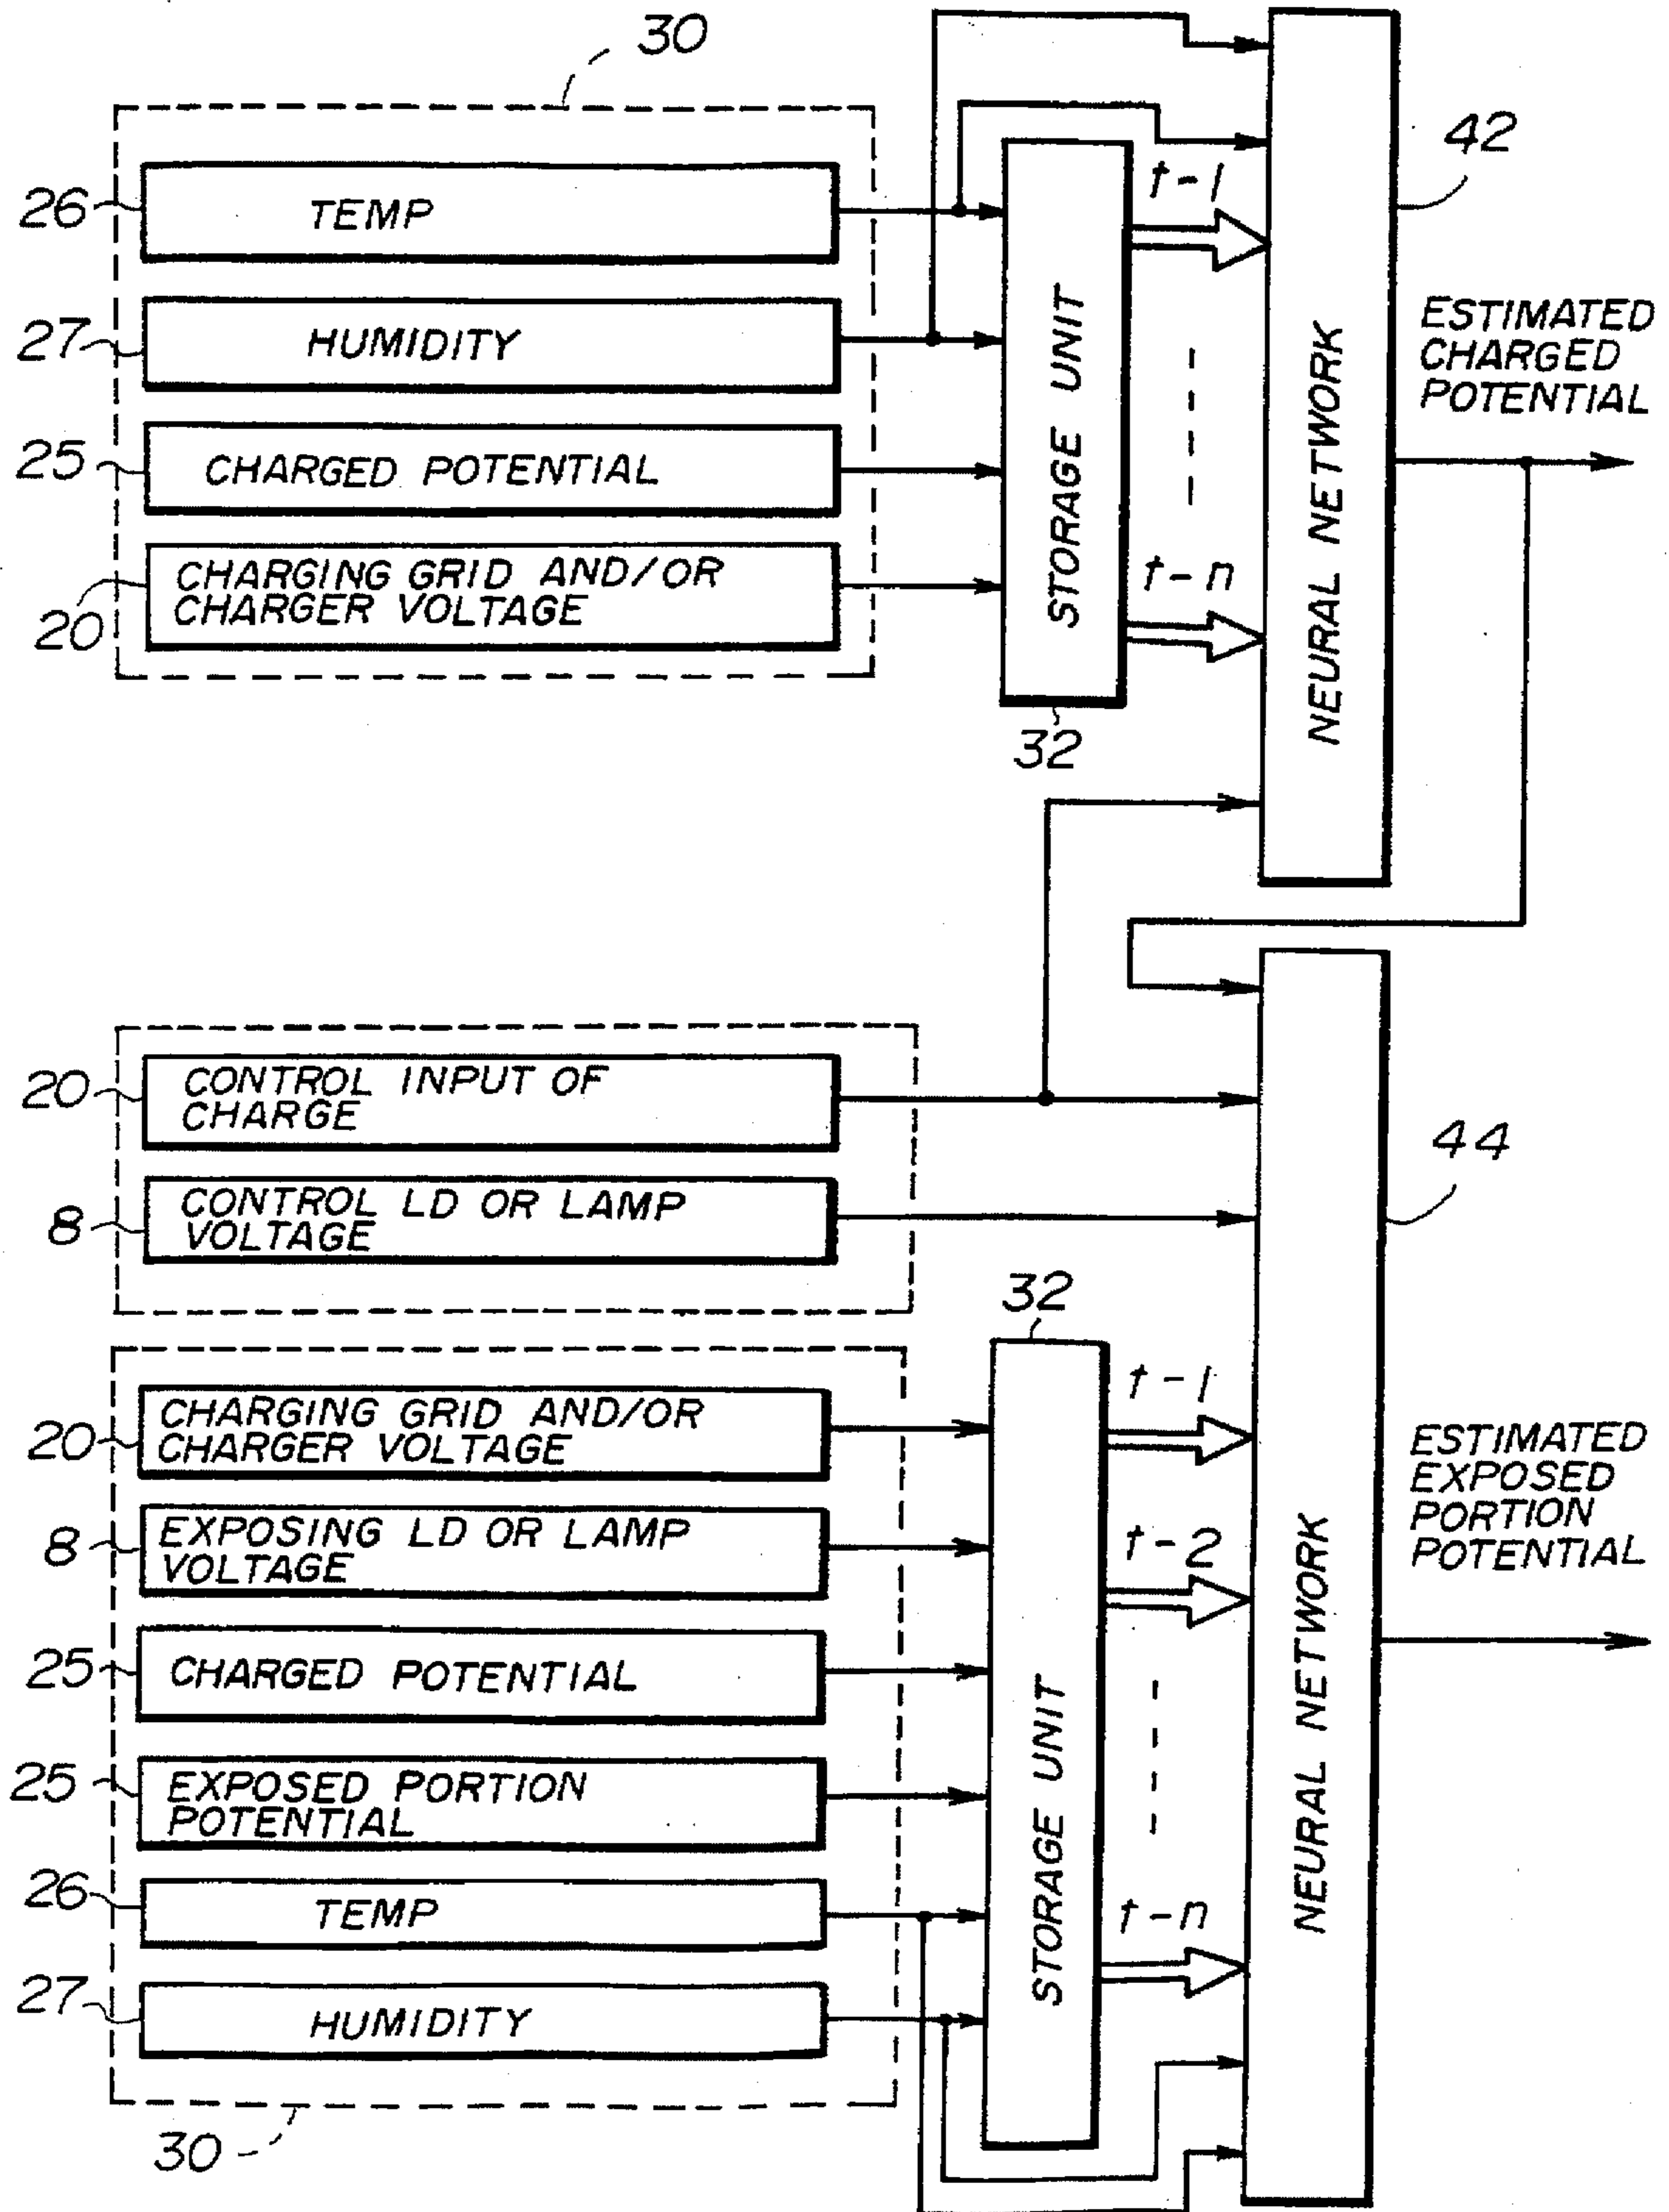 30
26
TEMP
27
HUMIDITY
25
CHARGED POTENTIAL
20
CHARGING GRID AND/OR
CHARGER VOLTAGE
STORAGE UNIT
32
t-1
t-n
NEURAL NETWORK
42
ESTIMATED
CHARGED
POTENTIAL
20
CONTROL INPUT OF
CHARGE
8
CONTROL LD OR LAMP
VOLTAGE
44
32
20
CHARGING GRID AND/OR
CHARGER VOLTAGE
8
EXPOSING LD OR LAMP
VOLTAGE
25
CHARGED POTENTIAL
25
EXPOSED PORTION
POTENTIAL
26
TEMP
27
HUMIDITY
30
STORAGE UNIT
t-1
t-2
t-n
NEURAL NETWORK
ESTIMATED
EXPOSED
PORTION
POTENTIAL